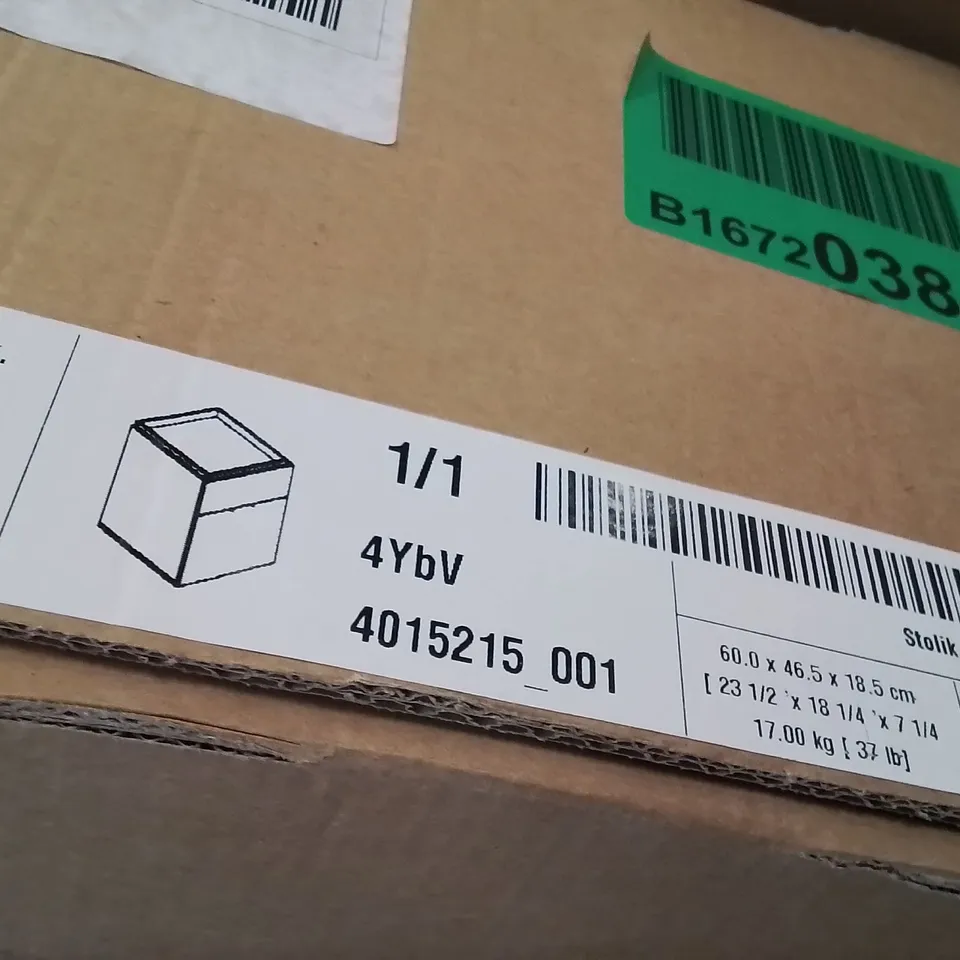 B1672038
1/1
4YbV
4015215_001
Stolik
60.0 x 46.5 x 18.5 cm
[ 23 1/2 'x 18 1/4 'x 7 1/4
17.00 kg [ 37 lb]